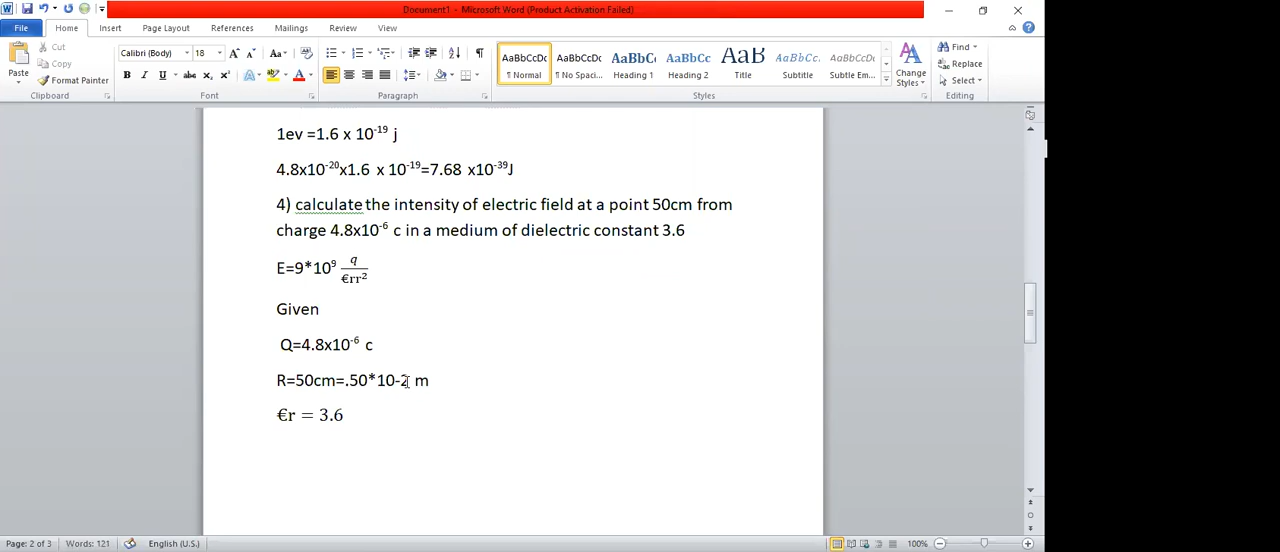 Document1 - Microsoft Word (Product Activation Failed)
File Home Insert Page Layout References Mailings Review View
Paste Cut Copy Format Painter
Calibri (Body) 18
AaBbCcDc AaBbCcDc AaBbCc AaBbCc AaB AaBbCc. AaBbCcDc
¶ Normal ¶ No Spaci... Heading 1 Heading 2 Title Subtitle Subtle Em...
Change Styles
Find Replace Select
Clipboard Font Paragraph Styles Editing
1ev =1.6 x 10⁻¹⁹ j
4.8x10⁻²⁰x1.6 x 10⁻¹⁹=7.68 x10⁻³⁹J
4) calculate the intensity of electric field at a point 50cm from
charge 4.8x10⁻⁶ c in a medium of dielectric constant 3.6
E=9*10⁹ q/€rr²
Given
Q=4.8x10⁻⁶ c
R=50cm=.50*10-2 m
€r = 3.6
Page: 2 of 3 Words: 121 English (U.S.) 100%